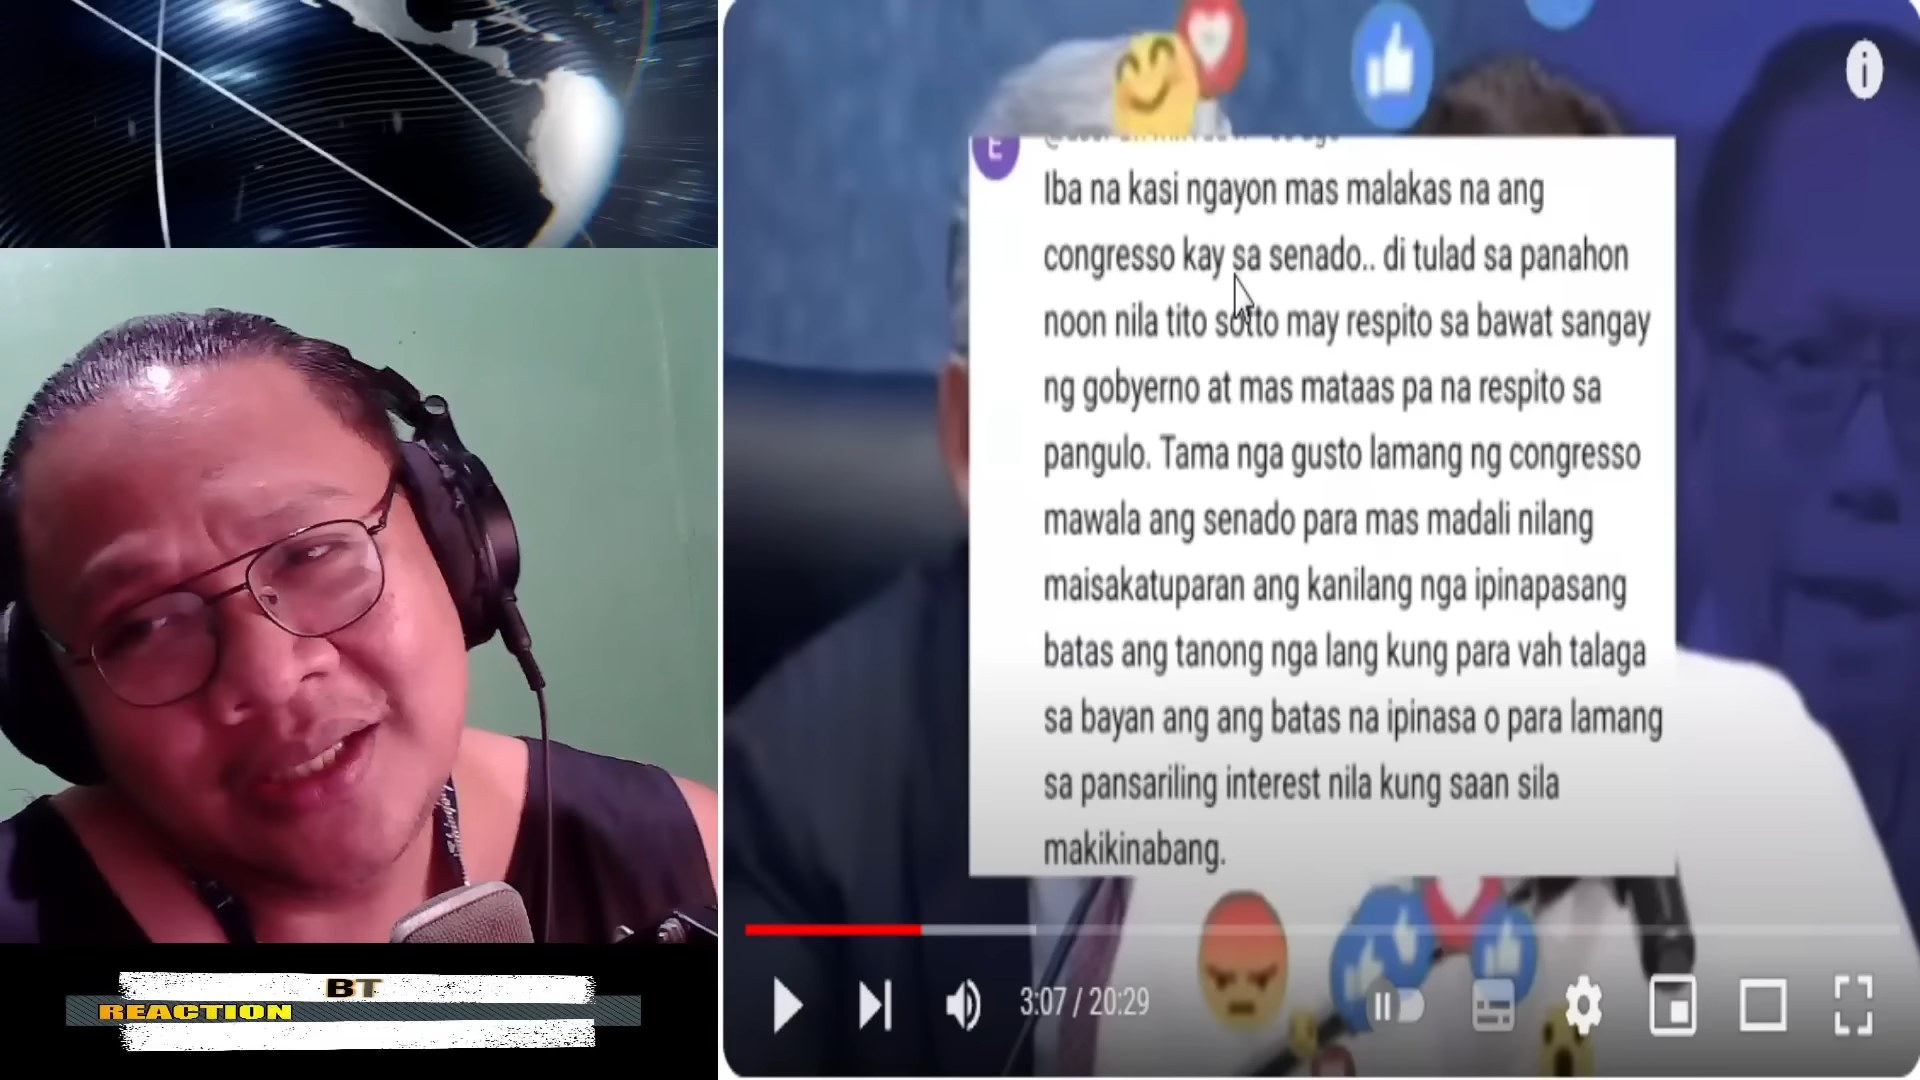 E
Iba na kasi ngayon mas malakas na ang
congresso kay sa senado.. di tulad sa panahon
noon nila tito sotto may respito sa bawat sangay
ng gobyerno at mas mataas pa na respito sa
pangulo. Tama nga gusto lamang ng congresso
mawala ang senado para mas madali nilang
maisakatuparan ang kanilang nga ipinapasang
batas ang tanong nga lang kung para vah talaga
sa bayan ang ang batas na ipinasa o para lamang
sa pansariling interest nila kung saan sila
makikinabang.
3:07 / 20:29
BT
REACTION